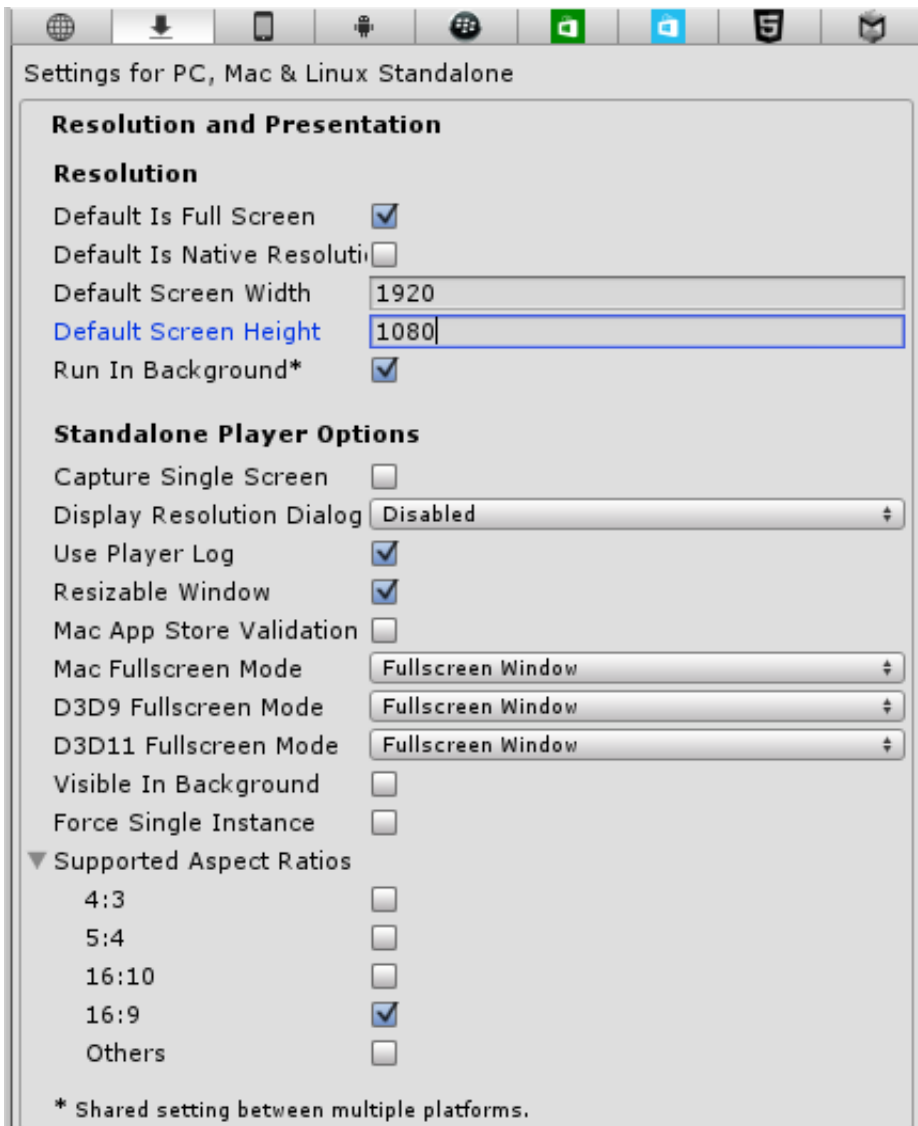 Settings for PC, Mac & Linux Standalone
Resolution and Presentation
Resolution
Default Is Full Screen
Default Is Native Resoluti
Default Screen Width 1920
Default Screen Height 1080
Run In Background*
Standalone Player Options
Capture Single Screen
Display Resolution Dialog Disabled
Use Player Log
Resizable Window
Mac App Store Validation
Mac Fullscreen Mode Fullscreen Window
D3D9 Fullscreen Mode Fullscreen Window
D3D11 Fullscreen Mode Fullscreen Window
Visible In Background
Force Single Instance
Supported Aspect Ratios
4:3
5:4
16:10
16:9
Others
* Shared setting between multiple platforms.